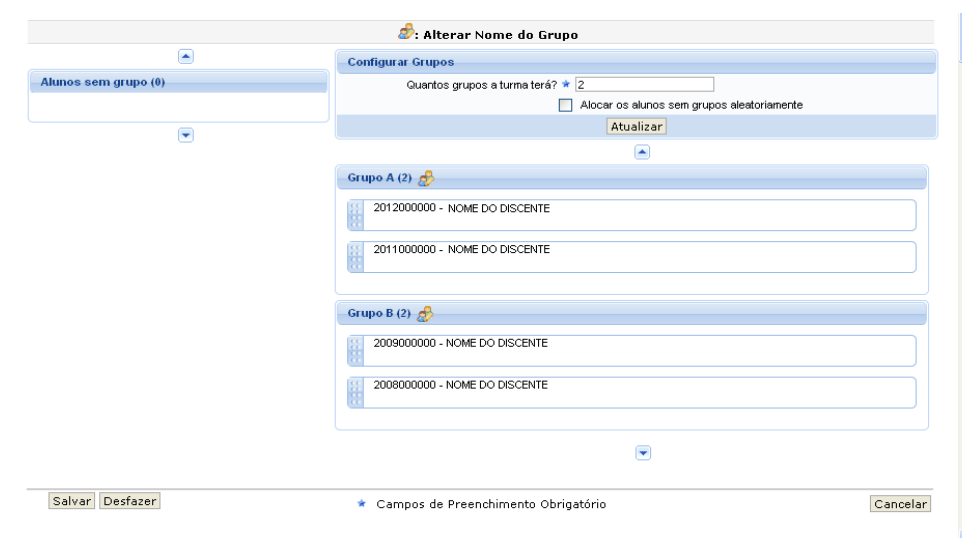 : Alterar Nome do Grupo
Alunos sem grupo (0)
Configurar Grupos
Quantos grupos a turma terá? 2
Alocar os alunos sem grupos aleatoriamente
Atualizar
Grupo A (2)
2012000000 - NOME DO DISCENTE
2011000000 - NOME DO DISCENTE
Grupo B (2)
2009000000 - NOME DO DISCENTE
2008000000 - NOME DO DISCENTE
Salvar Desfazer Campos de Preenchimento Obrigatório Cancelar